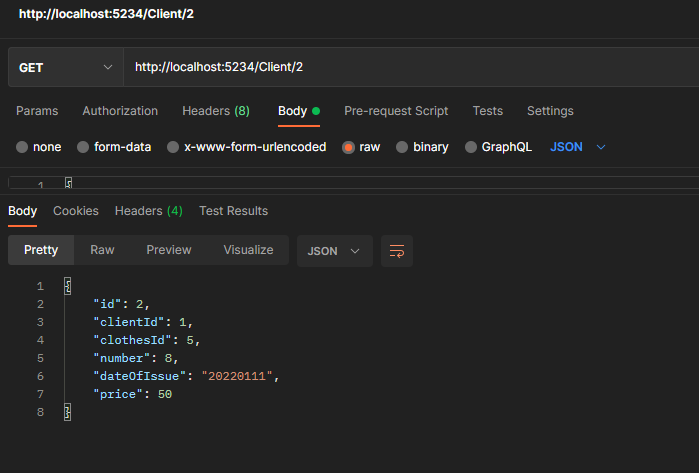 http://localhost:5234/Client/2
GET http://localhost:5234/Client/2
Params Authorization Headers (8) Body Pre-request Script Tests Settings
none form-data x-www-form-urlencoded raw binary GraphQL JSON
1 {
Body Cookies Headers (4) Test Results
Pretty Raw Preview Visualize JSON
1 {
2 "id": 2,
3 "clientId": 1,
4 "clothesId": 5,
5 "number": 8,
6 "dateOfIssue": "20220111",
7 "price": 50
8 }